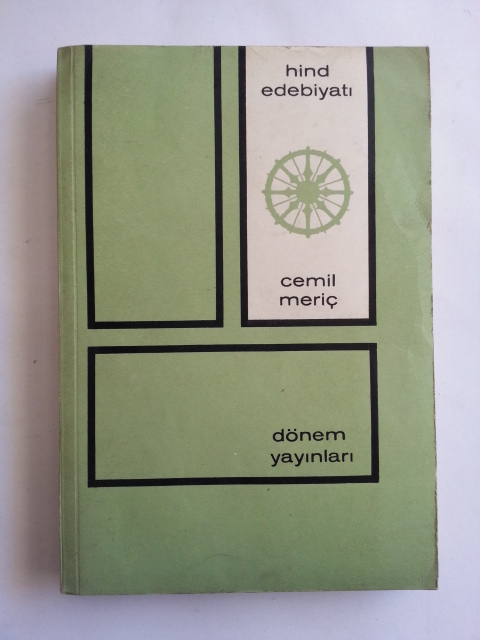 hind
edebiyatı
cemil
meriç
dönem
yayınları